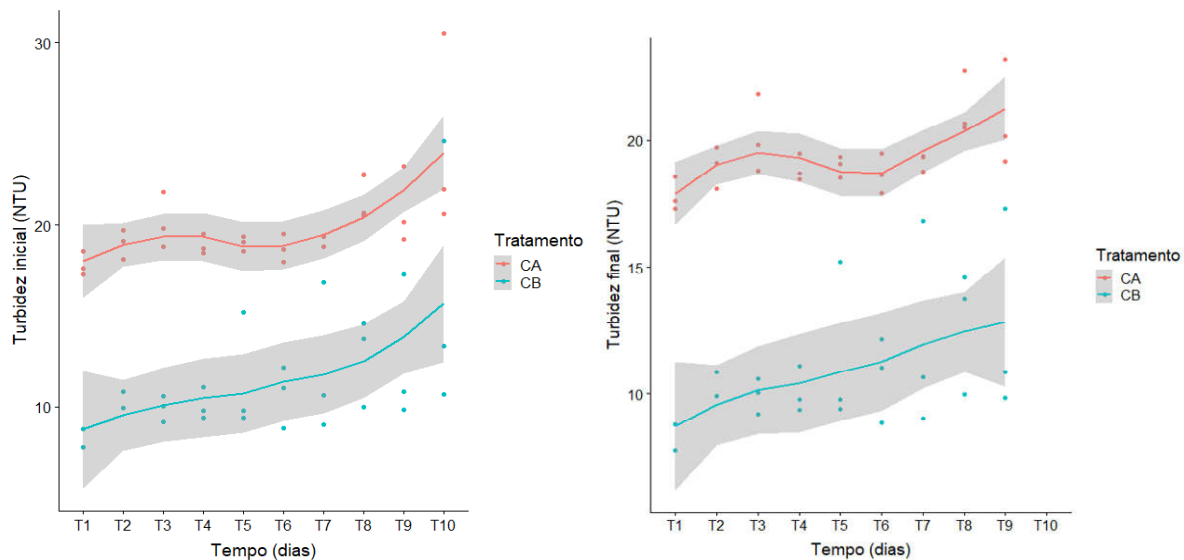 Turbidez inicial (NTU)
30
20
10
T1 T2 T3 T4 T5 T6 T7 T8 T9 T10
Tempo (dias)
Tratamento
CA
CB
Turbidez final (NTU)
20
15
10
T1 T2 T3 T4 T5 T6 T7 T8 T9 T10
Tempo (dias)
Tratamento
CA
CB